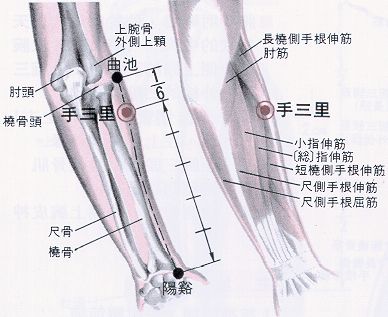 上腕骨
外側上顆
曲池
肘頭
橈骨頭
手三里
1
6
尺骨
橈骨
陽谿
長橈側手根伸筋
肘筋
手三里
小指伸筋
〔総〕指伸筋
短橈側手根伸筋
尺側手根伸筋
尺側手根屈筋